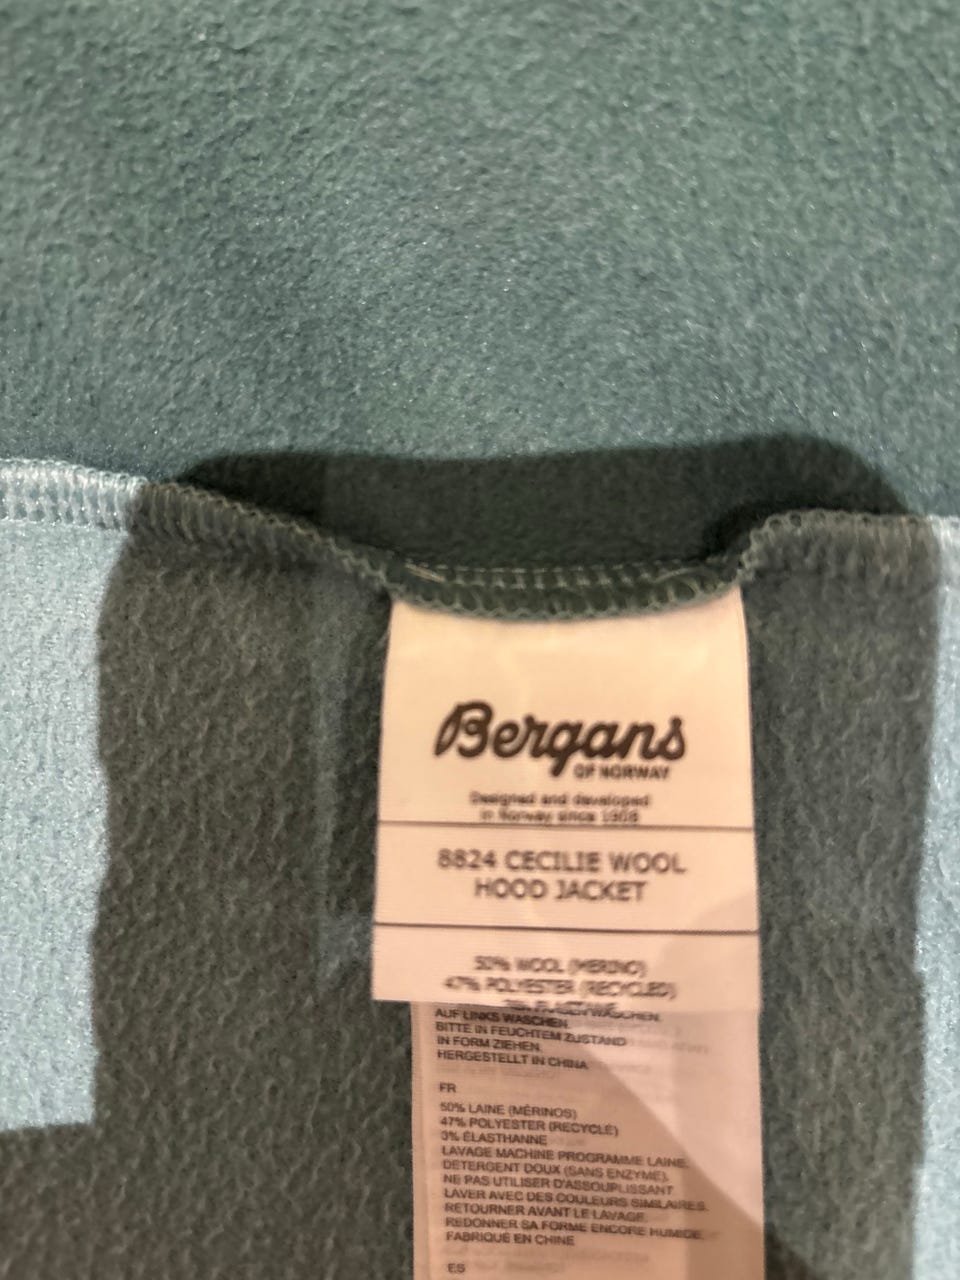 Bergans
OF NORWAY
Designed and developed
in Norway since 1908
8824 CECILIE WOOL
HOOD JACKET
50% WOOL (MERINO)
47% POLYESTER (RECYCLED)
AUF LINKS WASCHEN.
BITTE IN FEUCHTEM ZUSTAND
IN FORM ZIEHEN.
HERGESTELLT IN CHINA
FR
50% LAINE (MÉRINOS)
47% POLYESTER (RECYCLÉ)
3% ÉLASTHANNE
LAVAGE MACHINE PROGRAMME LAINE.
DÉTERGENT DOUX (SANS ENZYME).
NE PAS UTILISER D'ASSOUPLISSANT
LAVER AVEC DES COULEURS SIMILAIRES.
RETOURNER AVANT LE LAVAGE.
REDONNER SA FORME ENCORE HUMIDE.
FABRIQUÉ EN CHINE
ES